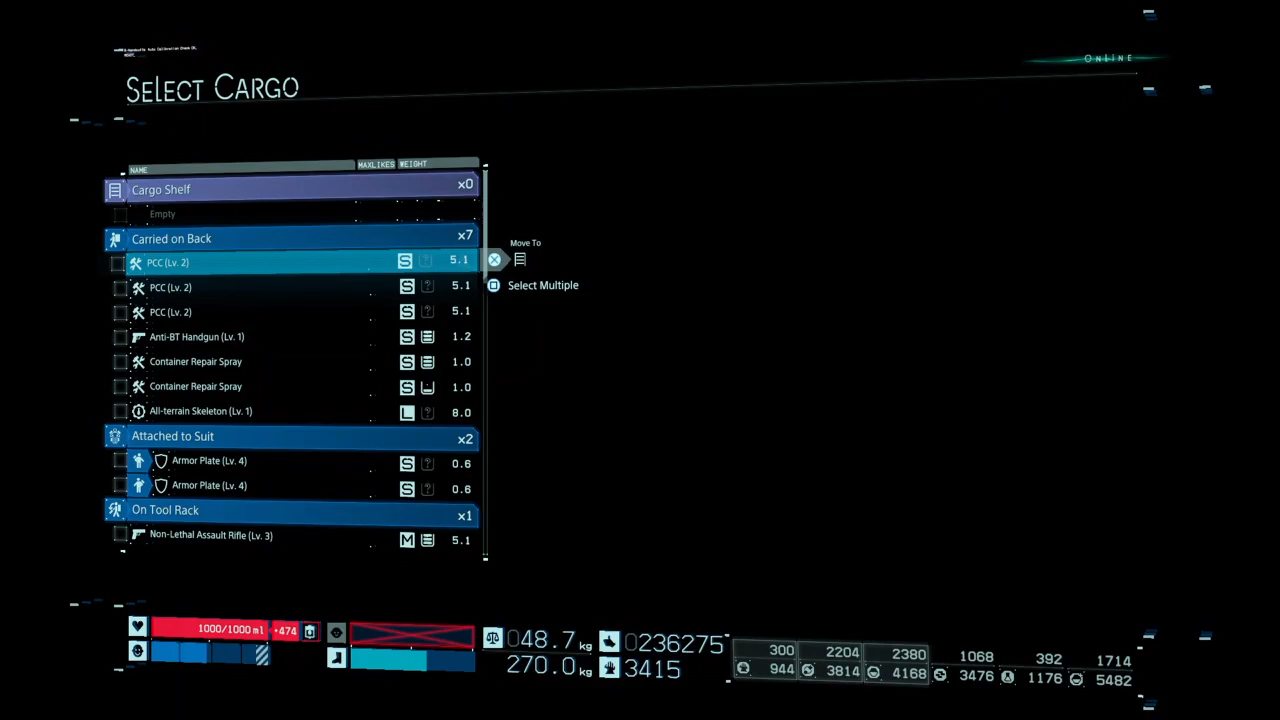 ONLINE
SELECT CARGO
NAME MAXLIKES WEIGHT
Cargo Shelf x0
Empty
Carried on Back x7
PCC (Lv. 2) S 5.1
PCC (Lv. 2) S 5.1
PCC (Lv. 2) S 5.1
Anti-BT Handgun (Lv. 1) S 1.2
Container Repair Spray S 1.0
Container Repair Spray S 1.0
All-terrain Skeleton (Lv. 1) L 8.0
Attached to Suit x2
Armor Plate (Lv. 4) S 0.6
Armor Plate (Lv. 4) S 0.6
On Tool Rack x1
Non-Lethal Assault Rifle (Lv. 3) M 5.1
Move To
Select Multiple
1000/1000 ml +474
048.7 kg
270.0 kg
0236275
3415
300 2204 2380 1068 392 1714
944 3814 4168 3476 1176 5482